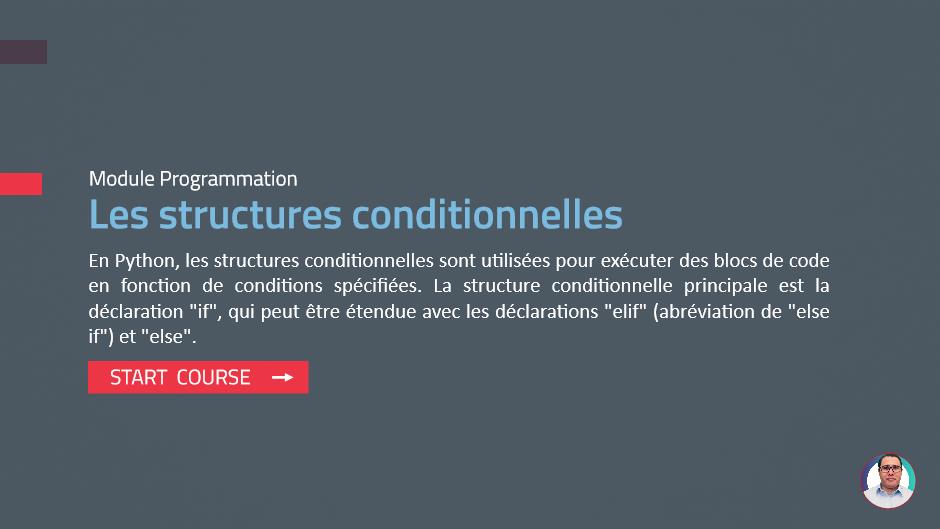 Module Programmation
Les structures conditionnelles
En Python, les structures conditionnelles sont utilisées pour exécuter des blocs de code
en fonction de conditions spécifiées. La structure conditionnelle principale est la
déclaration "if", qui peut être étendue avec les déclarations "elif" (abréviation de "else
if") et "else".
START COURSE